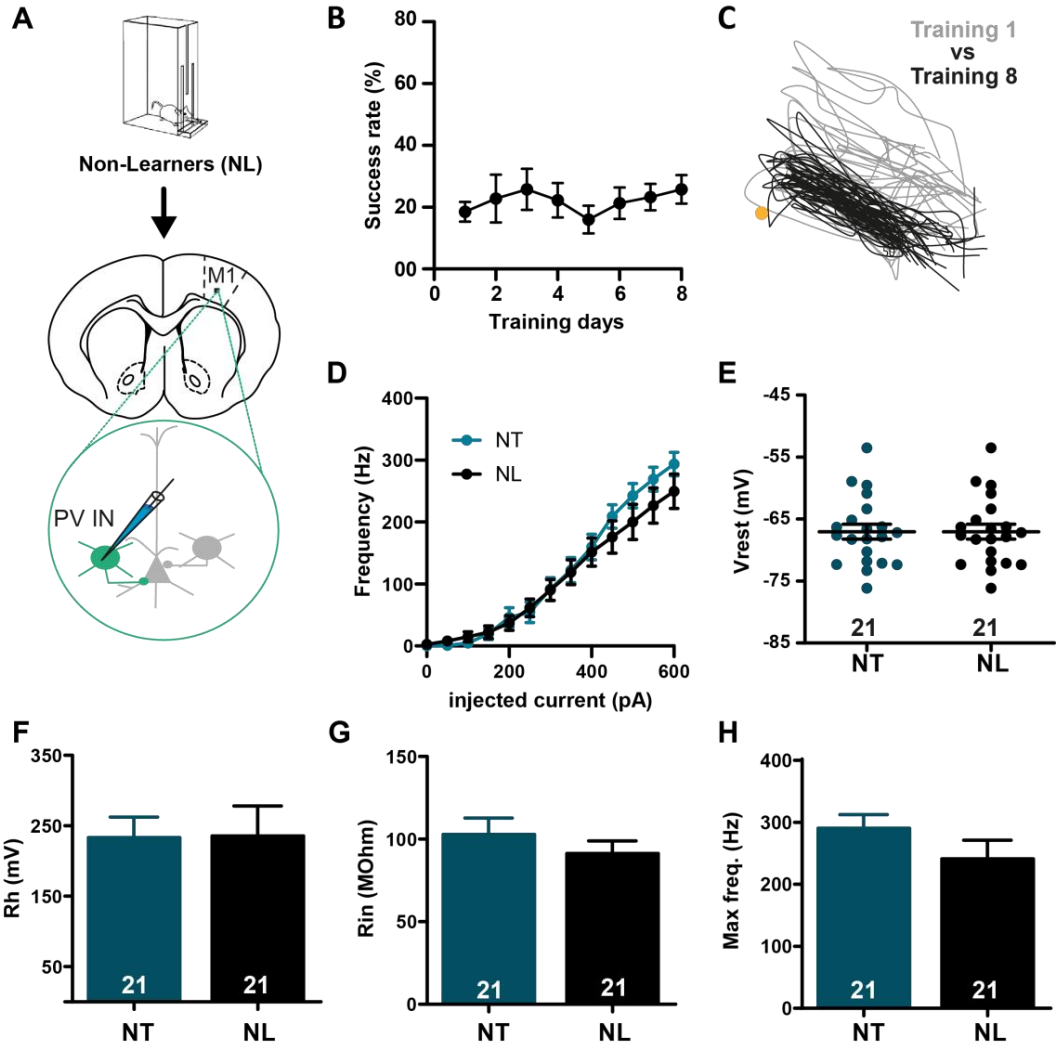 A
Non-Learners (NL)
M1
PV IN
B
Success rate (%)
80
60
40
20
00
0 2 4 6 8
Training days
C
Training 1
vs
Training 8
D
Frequency (Hz)
400
300
200
100
0
NT
NL
0 200 400 600
injected current (pA)
E
Vrest (mV)
-45
-55
-65
-75
-85
21 21
NT NL
F
Rh (mV)
350
250
150
50
21 21
NT NL
G
Rin (MOhm)
150
100
50
0
21 21
NT NL
H
Max freq. (Hz)
400
300
200
100
0
21 21
NT NL